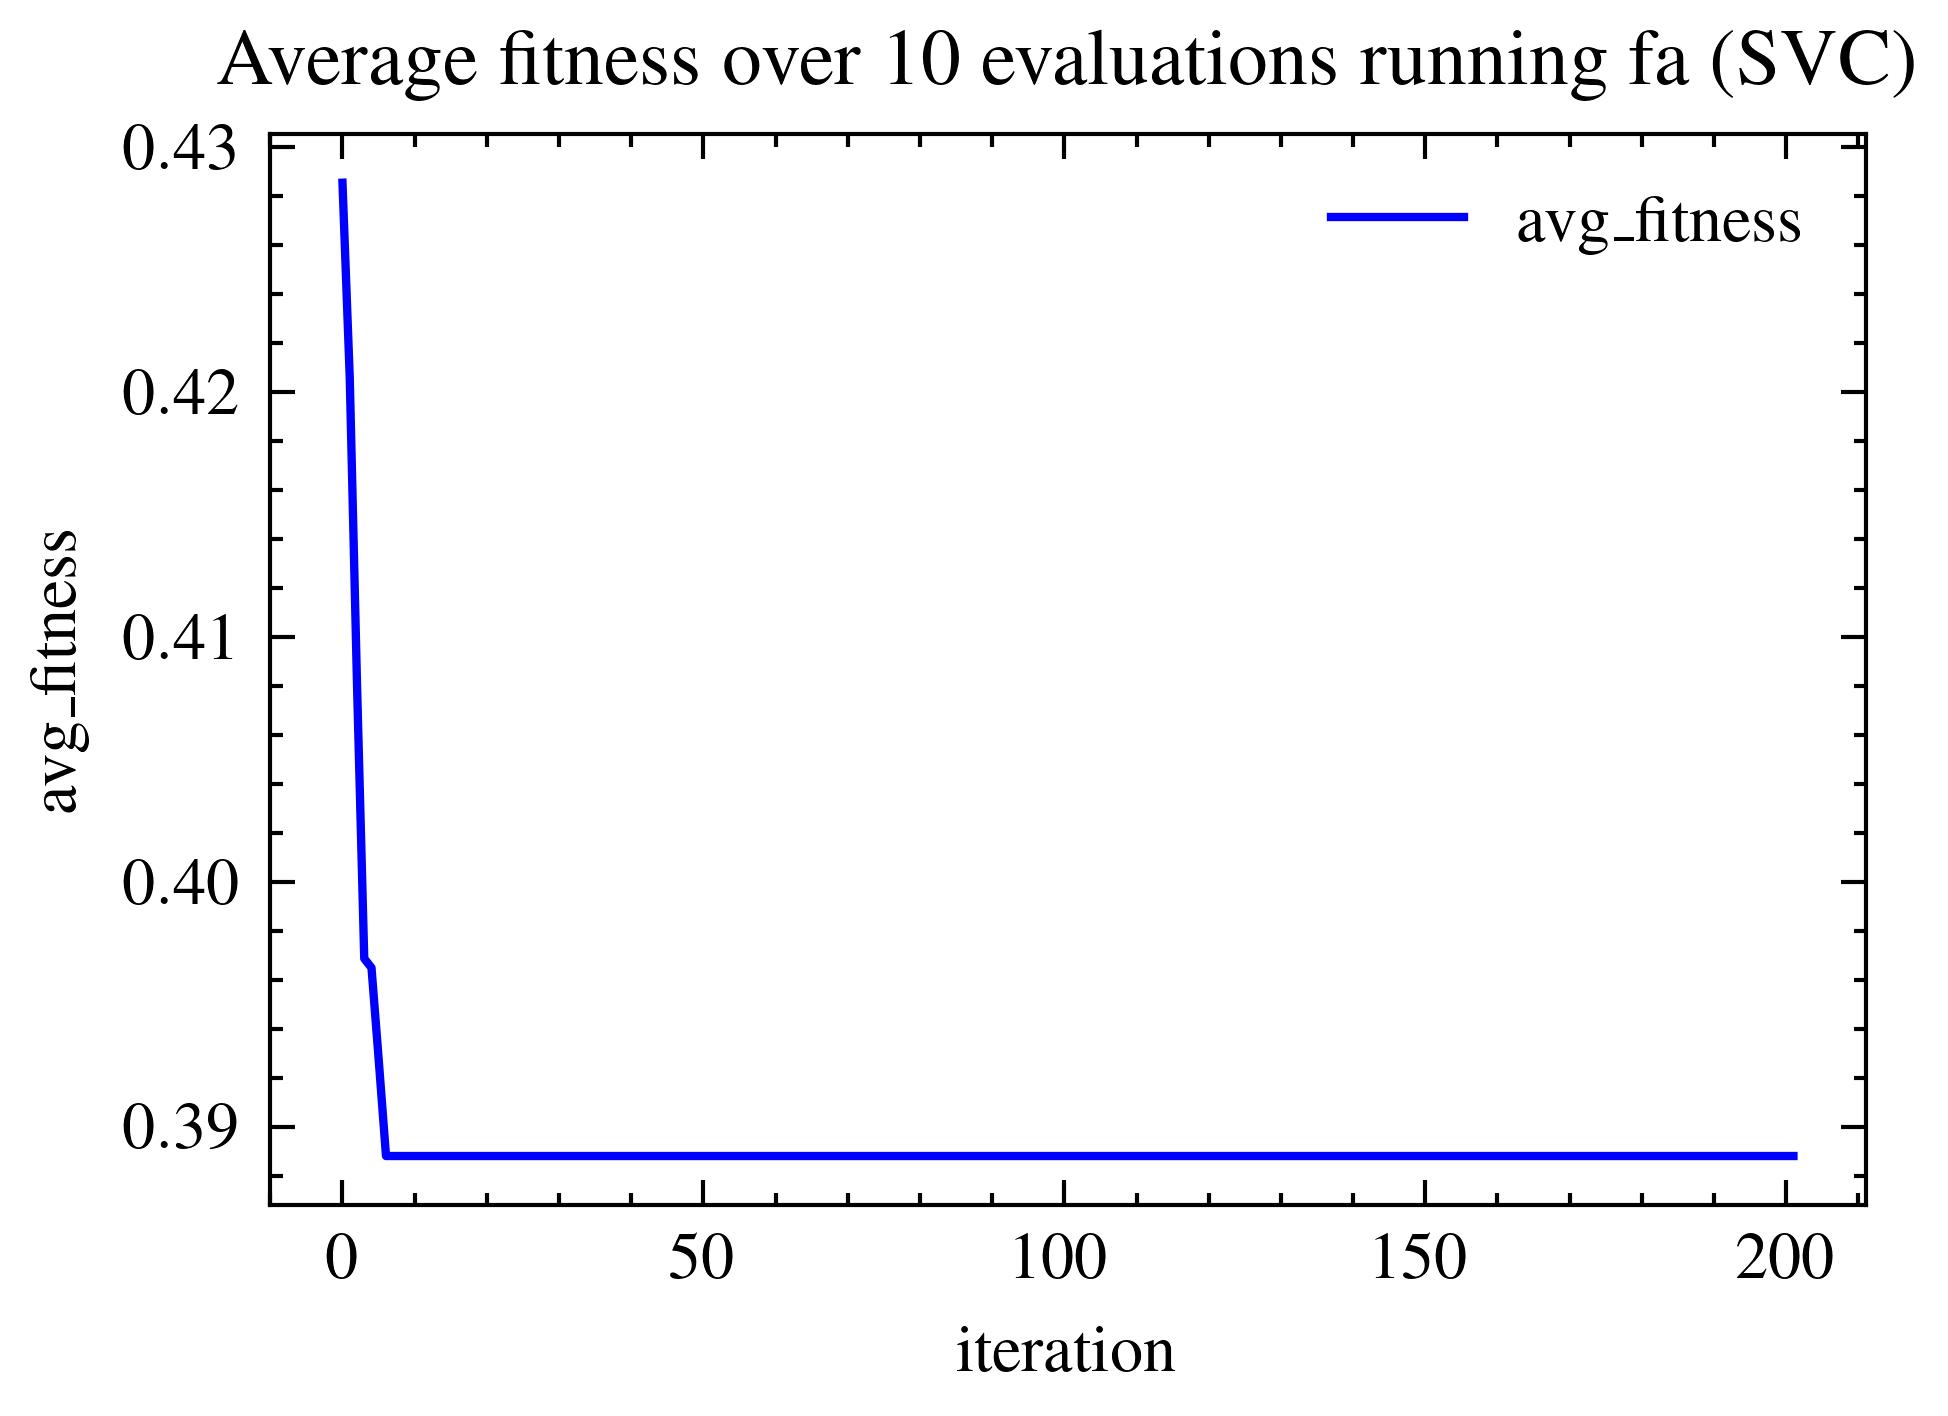 Average fitness over 10 evaluations running fa (SVC)
avg_fitness
0.43
0.42
0.41
0.40
0.39
avg_fitness
0 50 100 150 200
iteration